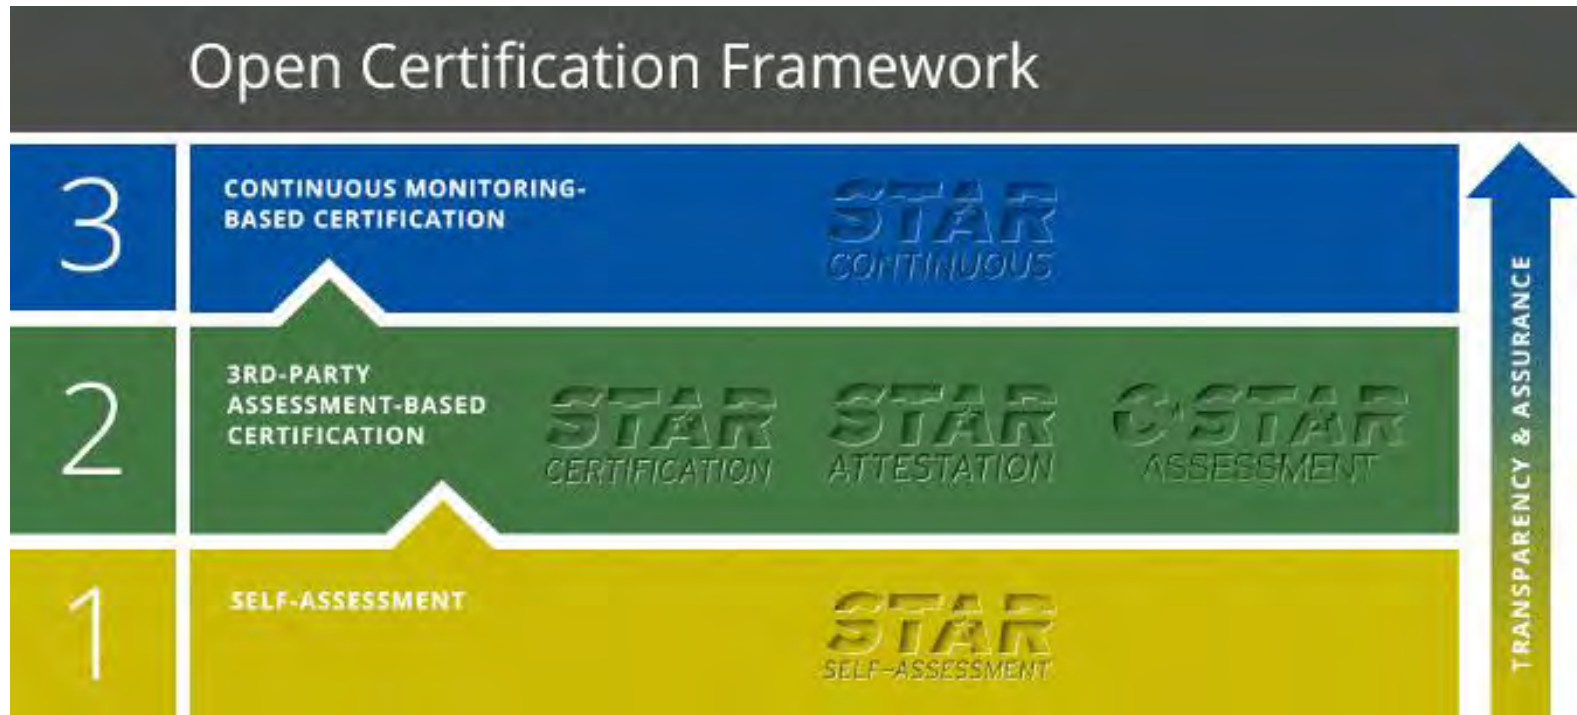 Open Certification Framework
3
CONTINUOUS MONITORING-
BASED CERTIFICATION
STAR
CONTINUOUS
2
3RD-PARTY
ASSESSMENT-BASED
CERTIFICATION
STAR
CERTIFICATION
STAR
ATTESTATION
C STAR
ASSESSMENT
1
SELF-ASSESSMENT
STAR
SELF-ASSESSMENT
TRANSPARENCY & ASSURANCE